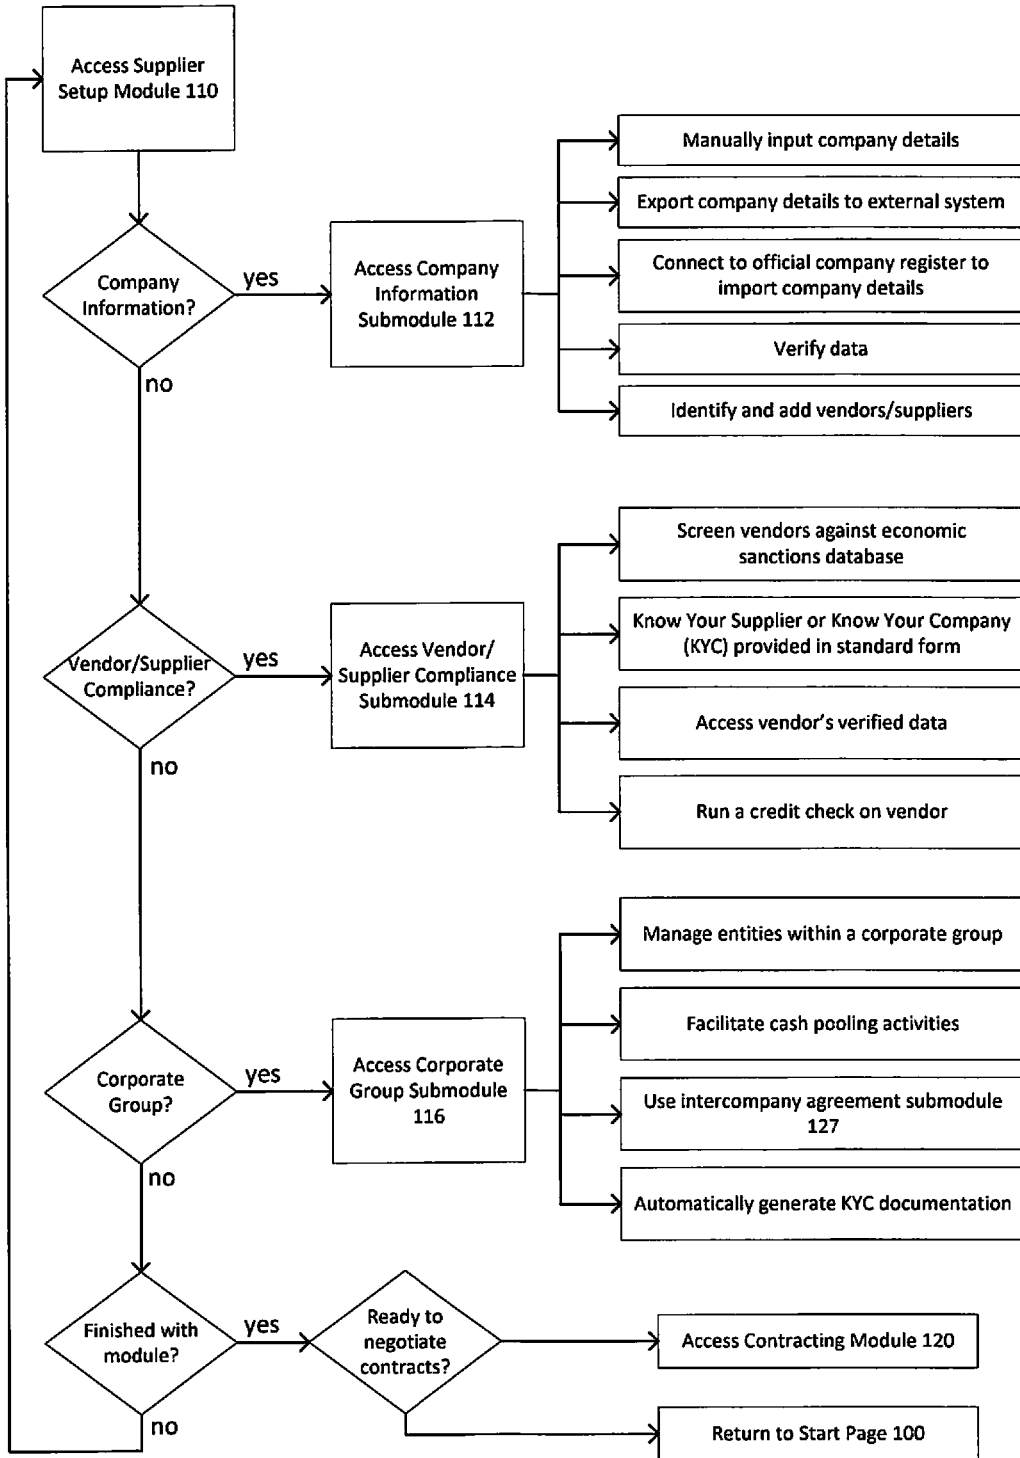 Access Supplier
Setup Module 110
Manually input company details
Export company details to external system
Company
Information?
yes
Access Company
Information
Submodule 112
Connect to official company register to
import company details
Verify data
no
Identify and add vendors/suppliers
Screen vendors against economic
sanctions database
Vendor/Supplier
Compliance?
yes
Access Vendor/
Supplier Compliance
Submodule 114
Know Your Supplier or Know Your Company
(KYC) provided in standard form
Access vendor's verified data
no
Run a credit check on vendor
Manage entities within a corporate group
Facilitate cash pooling activities
Corporate
Group?
yes
Access Corporate
Group Submodule
116
Use intercompany agreement submodule
127
no
Automatically generate KYC documentation
Finished with
module?
yes
Ready to
negotiate
contracts?
Access Contracting Module 120
no
Return to Start Page 100